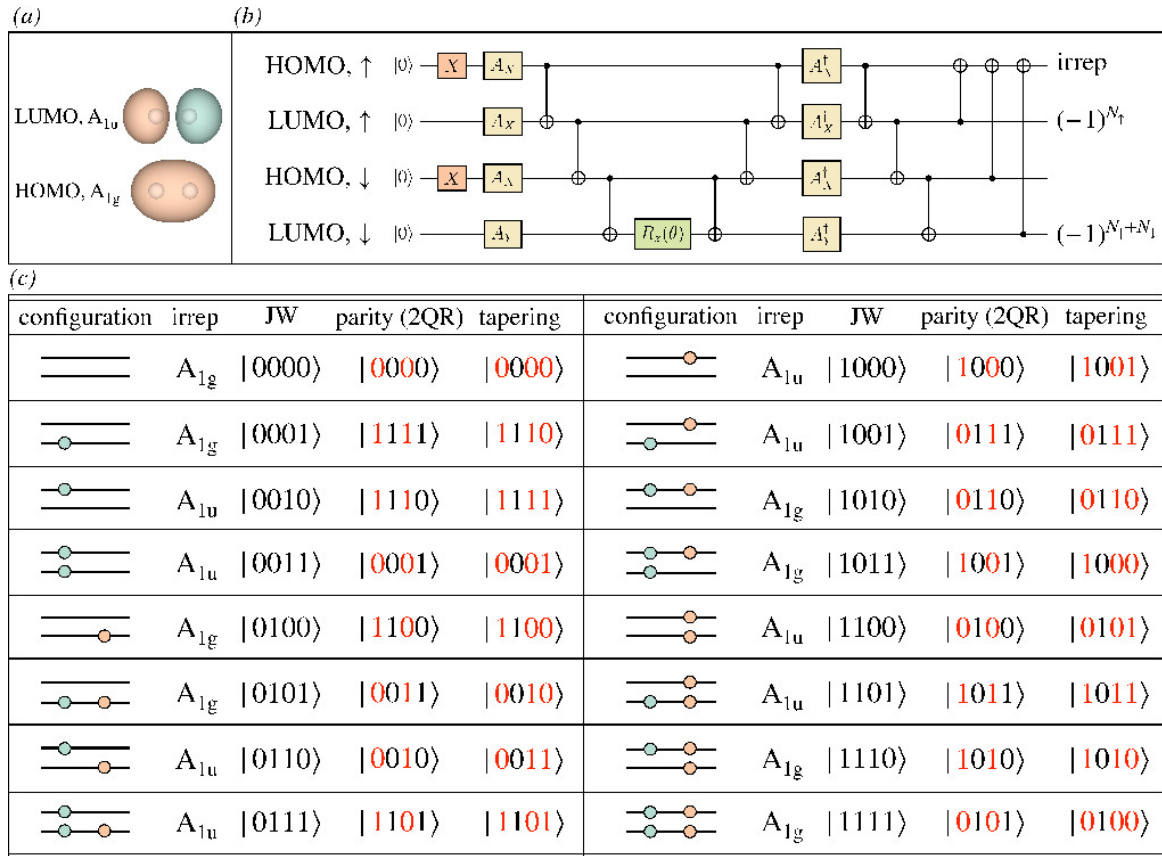 (a)
LUMO, A1u
HOMO, A1g
(b)
HOMO, ↑ |0⟩ X irrep
LUMO, ↑ |0⟩ (−1)^N↑
HOMO, ↓ |0⟩ X
LUMO, ↓ |0⟩
(c)
configuration irrep JW parity (2QR) tapering configuration irrep JW parity (2QR) tapering
A1g |0000⟩ |0000⟩ |0000⟩ A1u |1000⟩ |1000⟩ |1001⟩
A1g |0001⟩ |1111⟩ |1110⟩ A1u |1001⟩ |0111⟩ |0111⟩
A1u |0010⟩ |1110⟩ |1111⟩ A1g |1010⟩ |0110⟩ |0110⟩
A1u |0011⟩ |0001⟩ |0001⟩ A1g |1011⟩ |1001⟩ |1000⟩
A1g |0100⟩ |1100⟩ |1100⟩ A1u |1100⟩ |0100⟩ |0101⟩
A1g |0101⟩ |0011⟩ |0010⟩ A1u |1101⟩ |1011⟩ |1011⟩
A1u |0110⟩ |0010⟩ |0011⟩ A1g |1110⟩ |1010⟩ |1010⟩
A1u |0111⟩ |1101⟩ |1101⟩ A1g |1111⟩ |0101⟩ |0100⟩